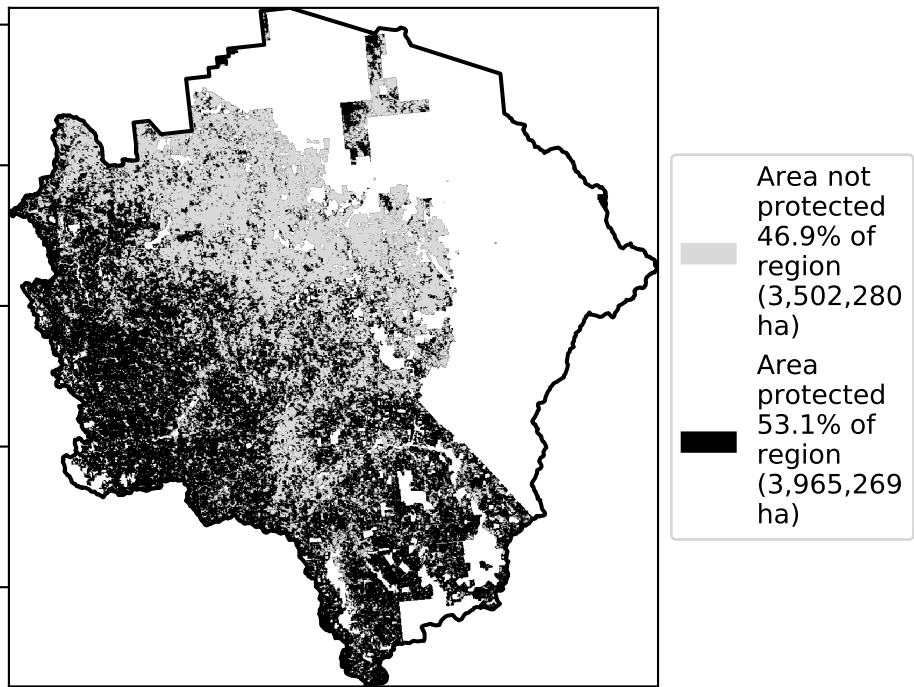 Area not
protected
46.9% of
region
(3,502,280
ha)
Area
protected
53.1% of
region
(3,965,269
ha)